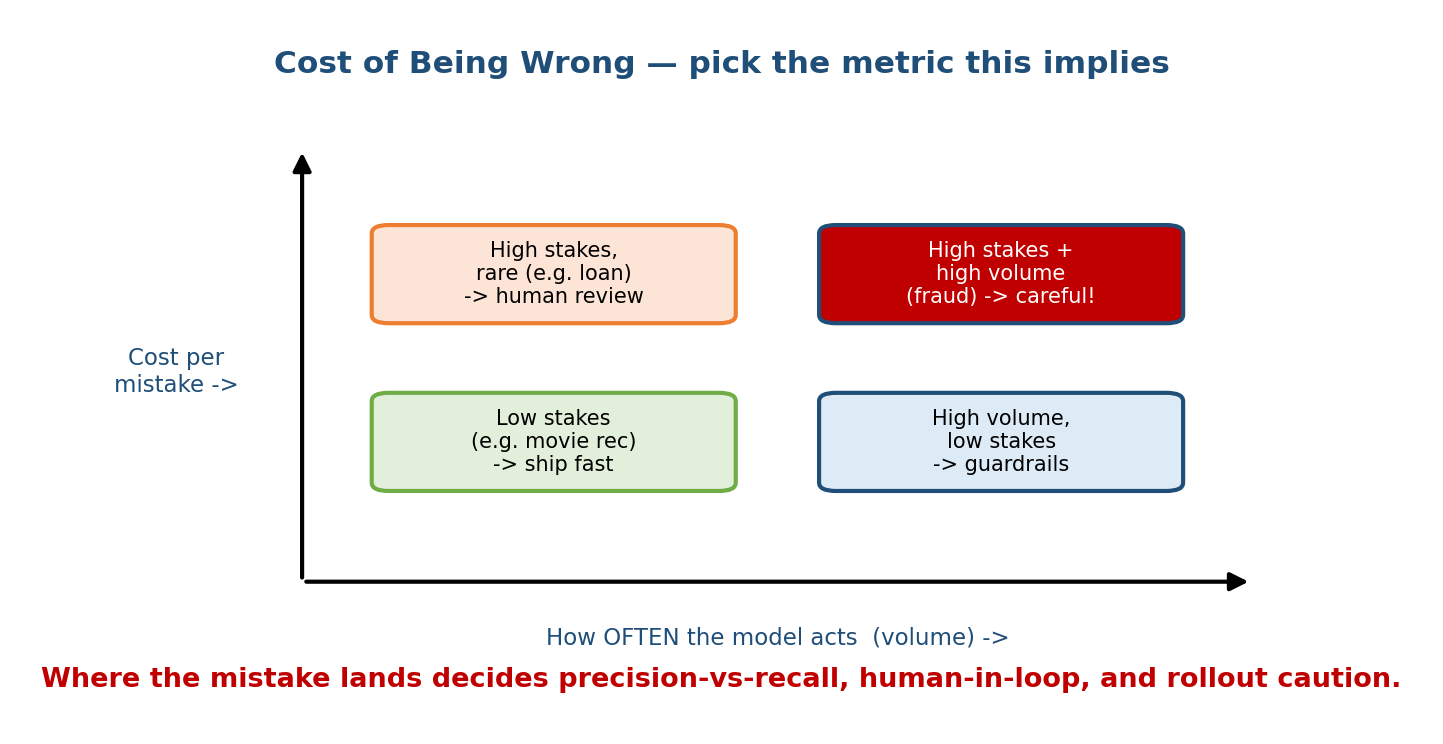 Cost of Being Wrong — pick the metric this implies
High stakes,
rare (e.g. loan)
-> human review
High stakes +
high volume
(fraud) -> careful!
Cost per
mistake ->
Low stakes
(e.g. movie rec)
-> ship fast
High volume,
low stakes
-> guardrails
How OFTEN the model acts  (volume) ->
Where the mistake lands decides precision-vs-recall, human-in-loop, and rollout caution.